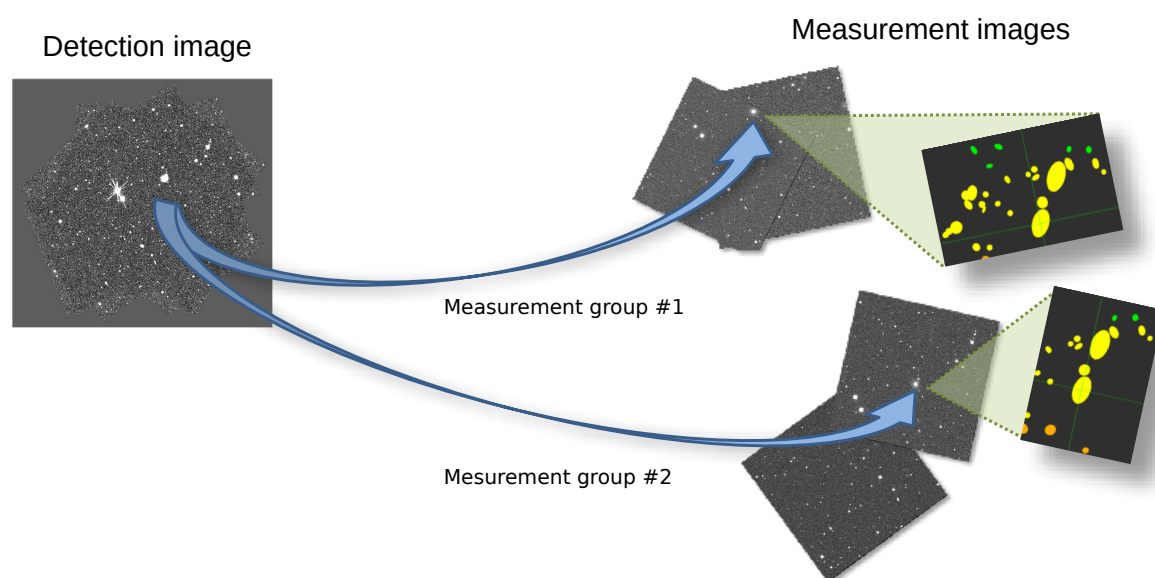 Detection image
Measurement images
Measurement group #1
Mesurement group #2